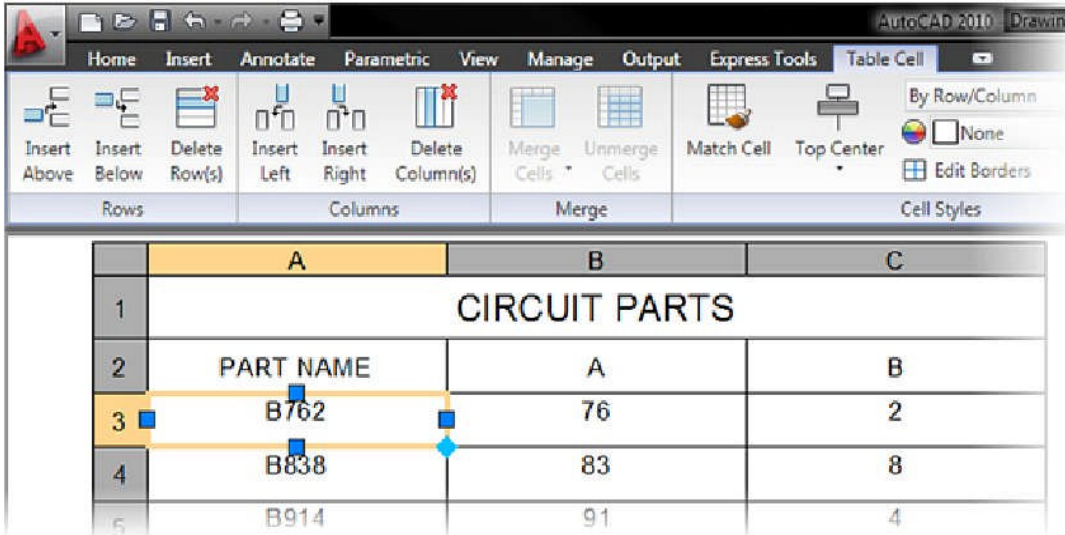 AutoCAD 2010 Drawin
Home Insert Annotate Parametric View Manage Output Express Tools Table Cell
By Row/Column
None
Insert Insert Delete Insert Insert Delete Merge Unmerge Match Cell Top Center
Above Below Row(s) Left Right Column(s) Cells Cells Edit Borders
Rows Columns Merge Cell Styles
A B C
1 CIRCUIT PARTS
2 PART NAME A B
3 B762 76 2
4 B838 83 8
5 B914 91 4